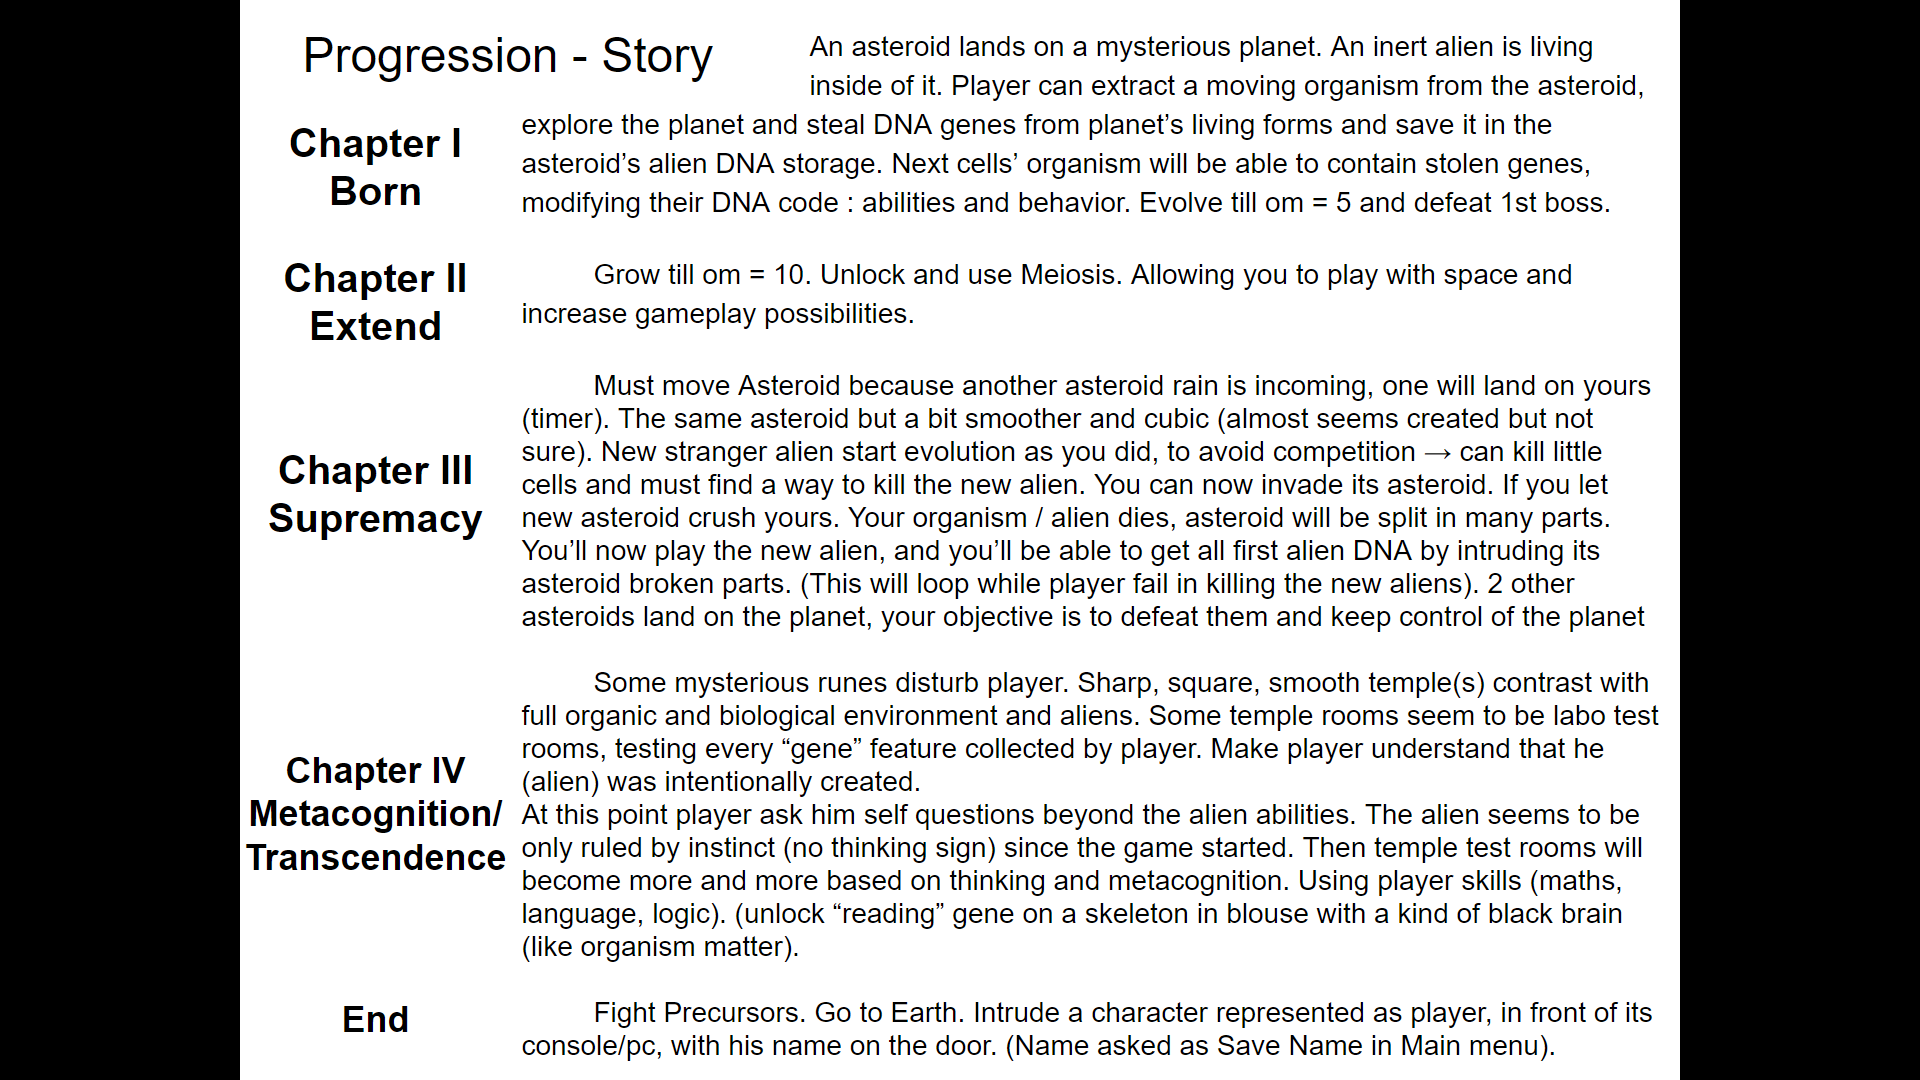 Progression - Story
An asteroid lands on a mysterious planet. An inert alien is living
inside of it. Player can extract a moving organism from the asteroid,
Chapter I
Born
explore the planet and steal DNA genes from planet’s living forms and save it in the
asteroid’s alien DNA storage. Next cells’ organism will be able to contain stolen genes,
modifying their DNA code : abilities and behavior. Evolve till om = 5 and defeat 1st boss.
Chapter II
Extend
Grow till om = 10. Unlock and use Meiosis. Allowing you to play with space and
increase gameplay possibilities.
Chapter III
Supremacy
Must move Asteroid because another asteroid rain is incoming, one will land on yours
(timer). The same asteroid but a bit smoother and cubic (almost seems created but not
sure). New stranger alien start evolution as you did, to avoid competition → can kill little
cells and must find a way to kill the new alien. You can now invade its asteroid. If you let
new asteroid crush yours. Your organism / alien dies, asteroid will be split in many parts.
You’ll now play the new alien, and you’ll be able to get all first alien DNA by intruding its
asteroid broken parts. (This will loop while player fail in killing the new aliens). 2 other
asteroids land on the planet, your objective is to defeat them and keep control of the planet
Chapter IV
Metacognition/
Transcendence
Some mysterious runes disturb player. Sharp, square, smooth temple(s) contrast with
full organic and biological environment and aliens. Some temple rooms seem to be labo test
rooms, testing every “gene” feature collected by player. Make player understand that he
(alien) was intentionally created.
At this point player ask him self questions beyond the alien abilities. The alien seems to be
only ruled by instinct (no thinking sign) since the game started. Then temple test rooms will
become more and more based on thinking and metacognition. Using player skills (maths,
language, logic). (unlock “reading” gene on a skeleton in blouse with a kind of black brain
(like organism matter).
End
Fight Precursors. Go to Earth. Intrude a character represented as player, in front of its
console/pc, with his name on the door. (Name asked as Save Name in Main menu).